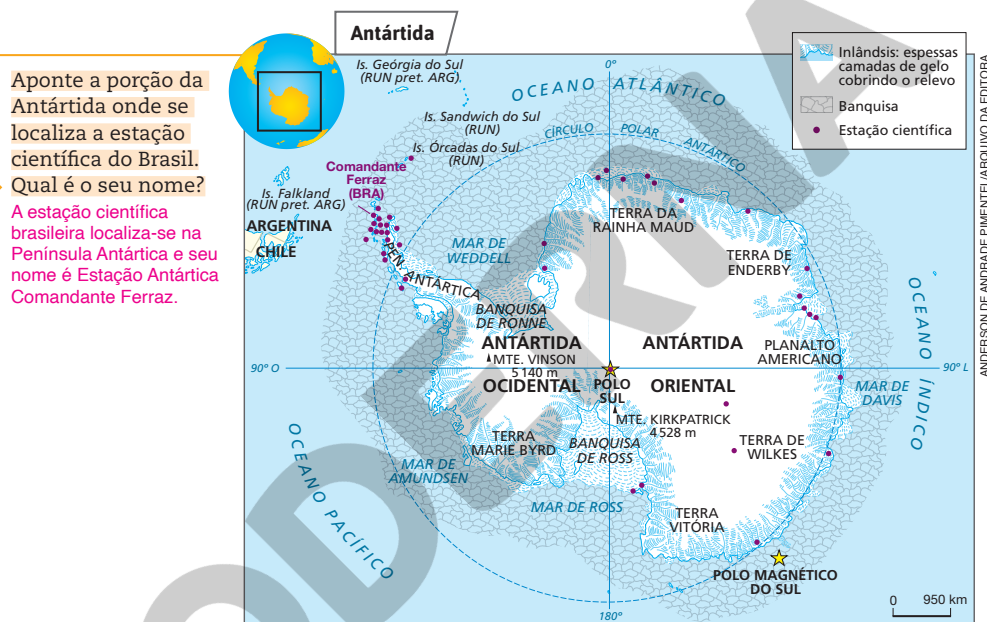 Antártida
Aponte a porção da
Antártida onde se
localiza a estação
científica do Brasil.
Qual é o seu nome?
A estação científica
brasileira localiza-se na
Península Antártica e seu
nome é Estação Antártica
Comandante Ferraz.
Is. Geórgia do Sul
(RUN pret. ARG)
Is. Sandwich do Sul
(RUN)
Is. Órcadas do Sul
(RUN)
Comandante
Ferraz
(BRA)
Is. Falkland
(RUN pret. ARG)
ARGENTINA
CHILE
0°
OCEANO ATLÂNTICO
CÍRCULO POLAR ANTÁRTICO
Inlândsis: espessas
camadas de gelo
cobrindo o relevo
Banquisa
Estação científica
TERRA DA
RAINHA MAUD
MAR DE
WEDDELL
TERRA DE
ENDERBY
PEN. ANTÁRTICA
BANQUISA
DE RONNE
ANTÁRTIDA
OCIDENTAL
MTE. VINSON
5 140 m
ANTÁRTIDA
ORIENTAL
PLANALTO
AMERICANO
90° O
90° L
POLO
SUL
MTE. KIRKPATRICK
4 528 m
MAR DE
DAVIS
OCEANO ÍNDICO
TERRA
MARIE BYRD
BANQUISA
DE ROSS
TERRA DE
WILKES
MAR DE
AMUNDSEN
OCEANO PACÍFICO
MAR DE ROSS
TERRA
VITÓRIA
POLO MAGNÉTICO
DO SUL
180°
0 950 km
ANDERSON DE ANDRADE PIMENTEL/ARQUIVO DA EDITORA